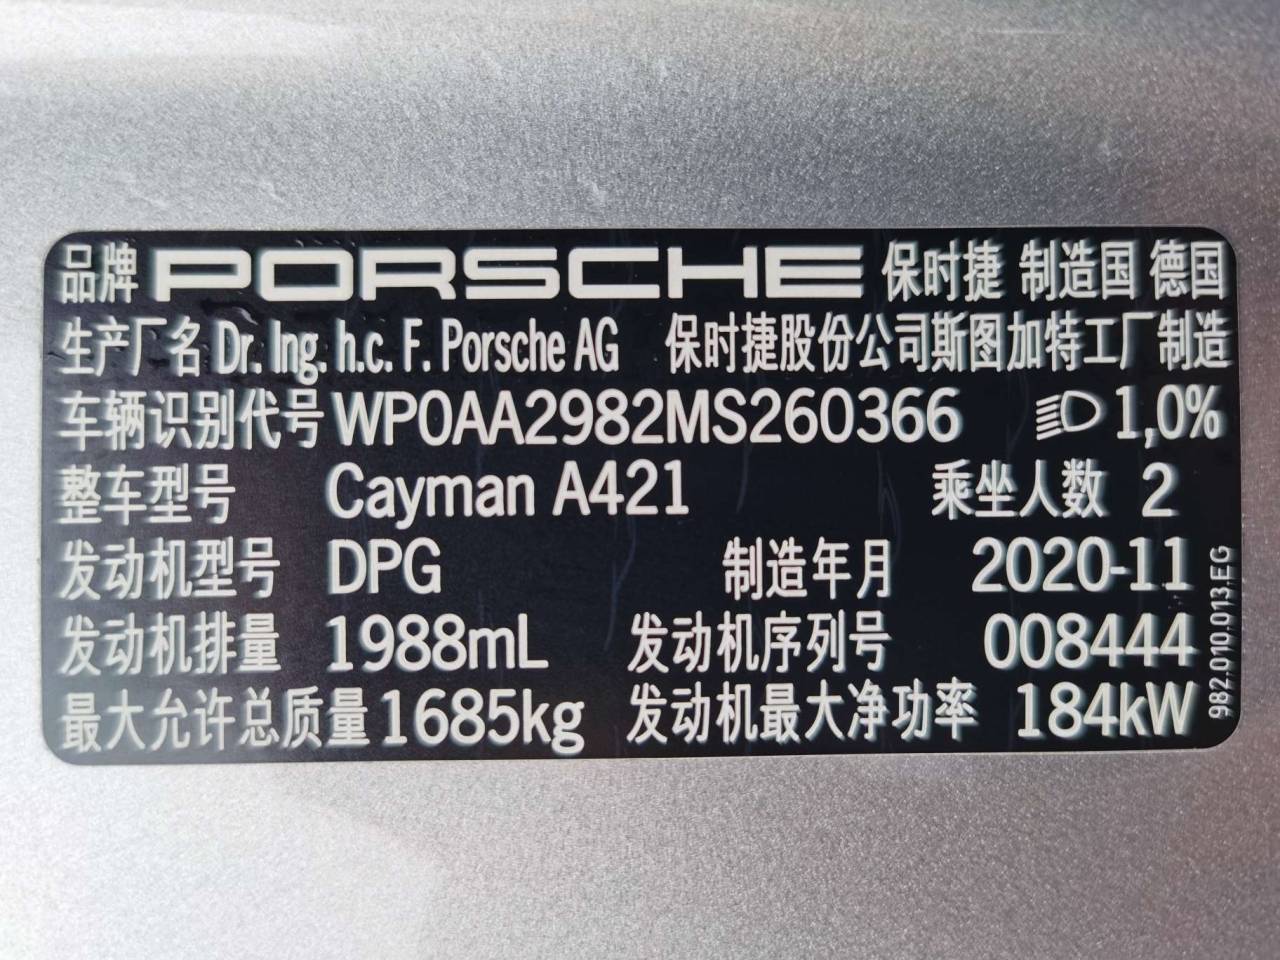 品牌 PORSCHE 保时捷 制造国 德国
生产厂名 Dr. Ing. h.c. F. Porsche AG 保时捷股份公司斯图加特工厂制造
车辆识别代号 WP0AA2982MS260366 1,0%
整车型号 Cayman A421 乘坐人数 2
发动机型号 DPG 制造年月 2020-11
发动机排量 1988mL 发动机序列号 008444
最大允许总质量 1685kg 发动机最大净功率 184kW
982.010.013.EG